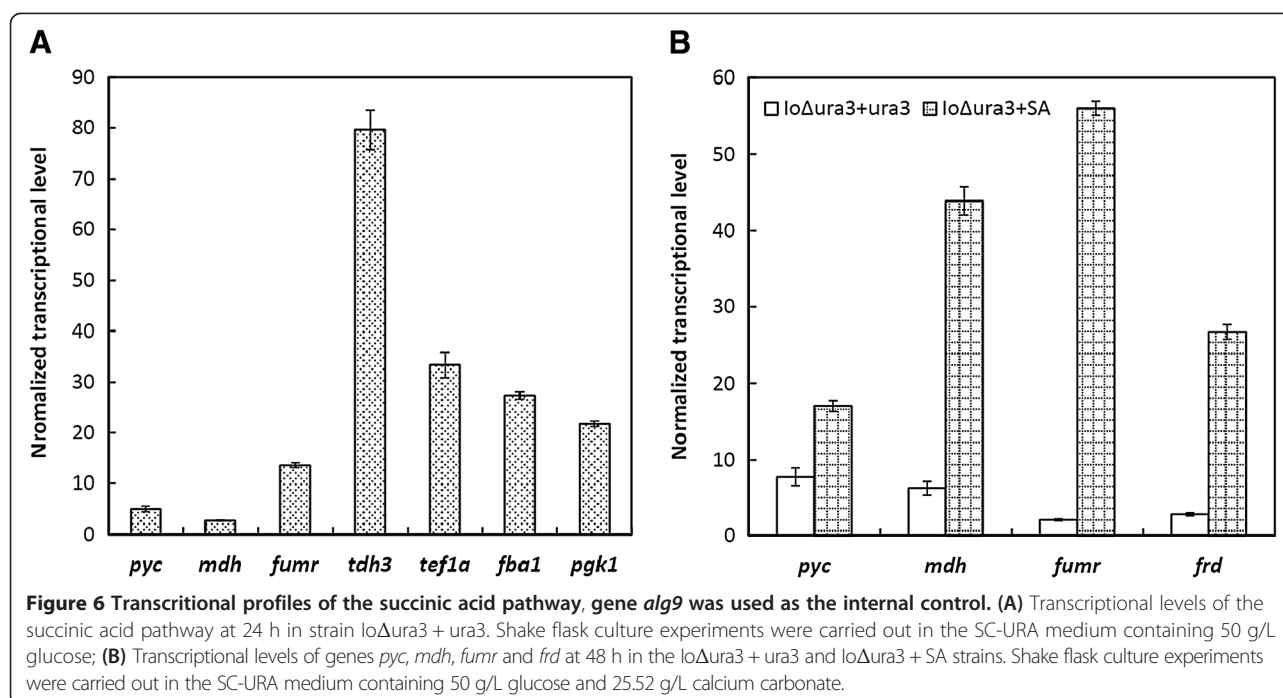 A
Nromalized transcriptional level
90
80
70
60
50
40
30
20
10
0
pyc mdh fumr tdh3 tef1a fba1 pgk1
B
Normalized transcriptional level
60
50
40
30
20
10
0
loΔura3+ura3 loΔura3+SA
pyc mdh fumr frd
Figure 6 Transcritional profiles of the succinic acid pathway, gene alg9 was used as the internal control. (A) Transcriptional levels of the
succinic acid pathway at 24 h in strain loΔura3 + ura3. Shake flask culture experiments were carried out in the SC-URA medium containing 50 g/L
glucose; (B) Transcriptional levels of genes pyc, mdh, fumr and frd at 48 h in the loΔura3 + ura3 and loΔura3 + SA strains. Shake flask culture experiments
were carried out in the SC-URA medium containing 50 g/L glucose and 25.52 g/L calcium carbonate.